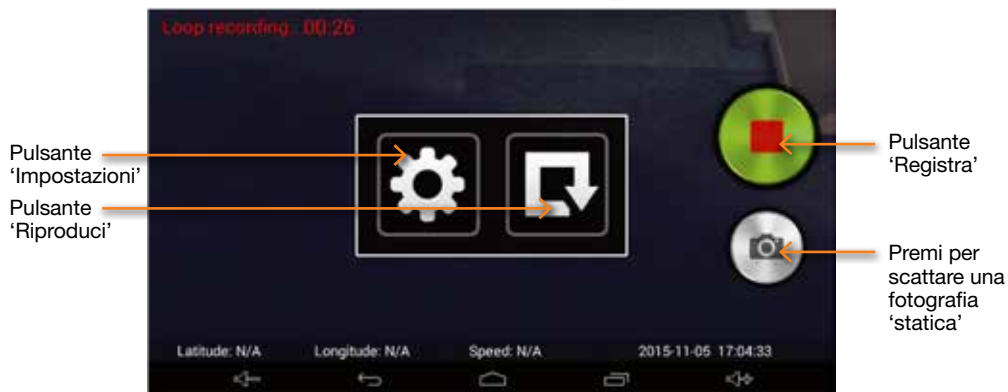 Loop recording: 00:26
Pulsante
‘Impostazioni’
Pulsante
‘Riproduci’
Pulsante
‘Registra’
Premi per
scattare una
fotografia
‘statica’
Latitude: N/A Longitude: N/A Speed: N/A 2015-11-05 17:04:33